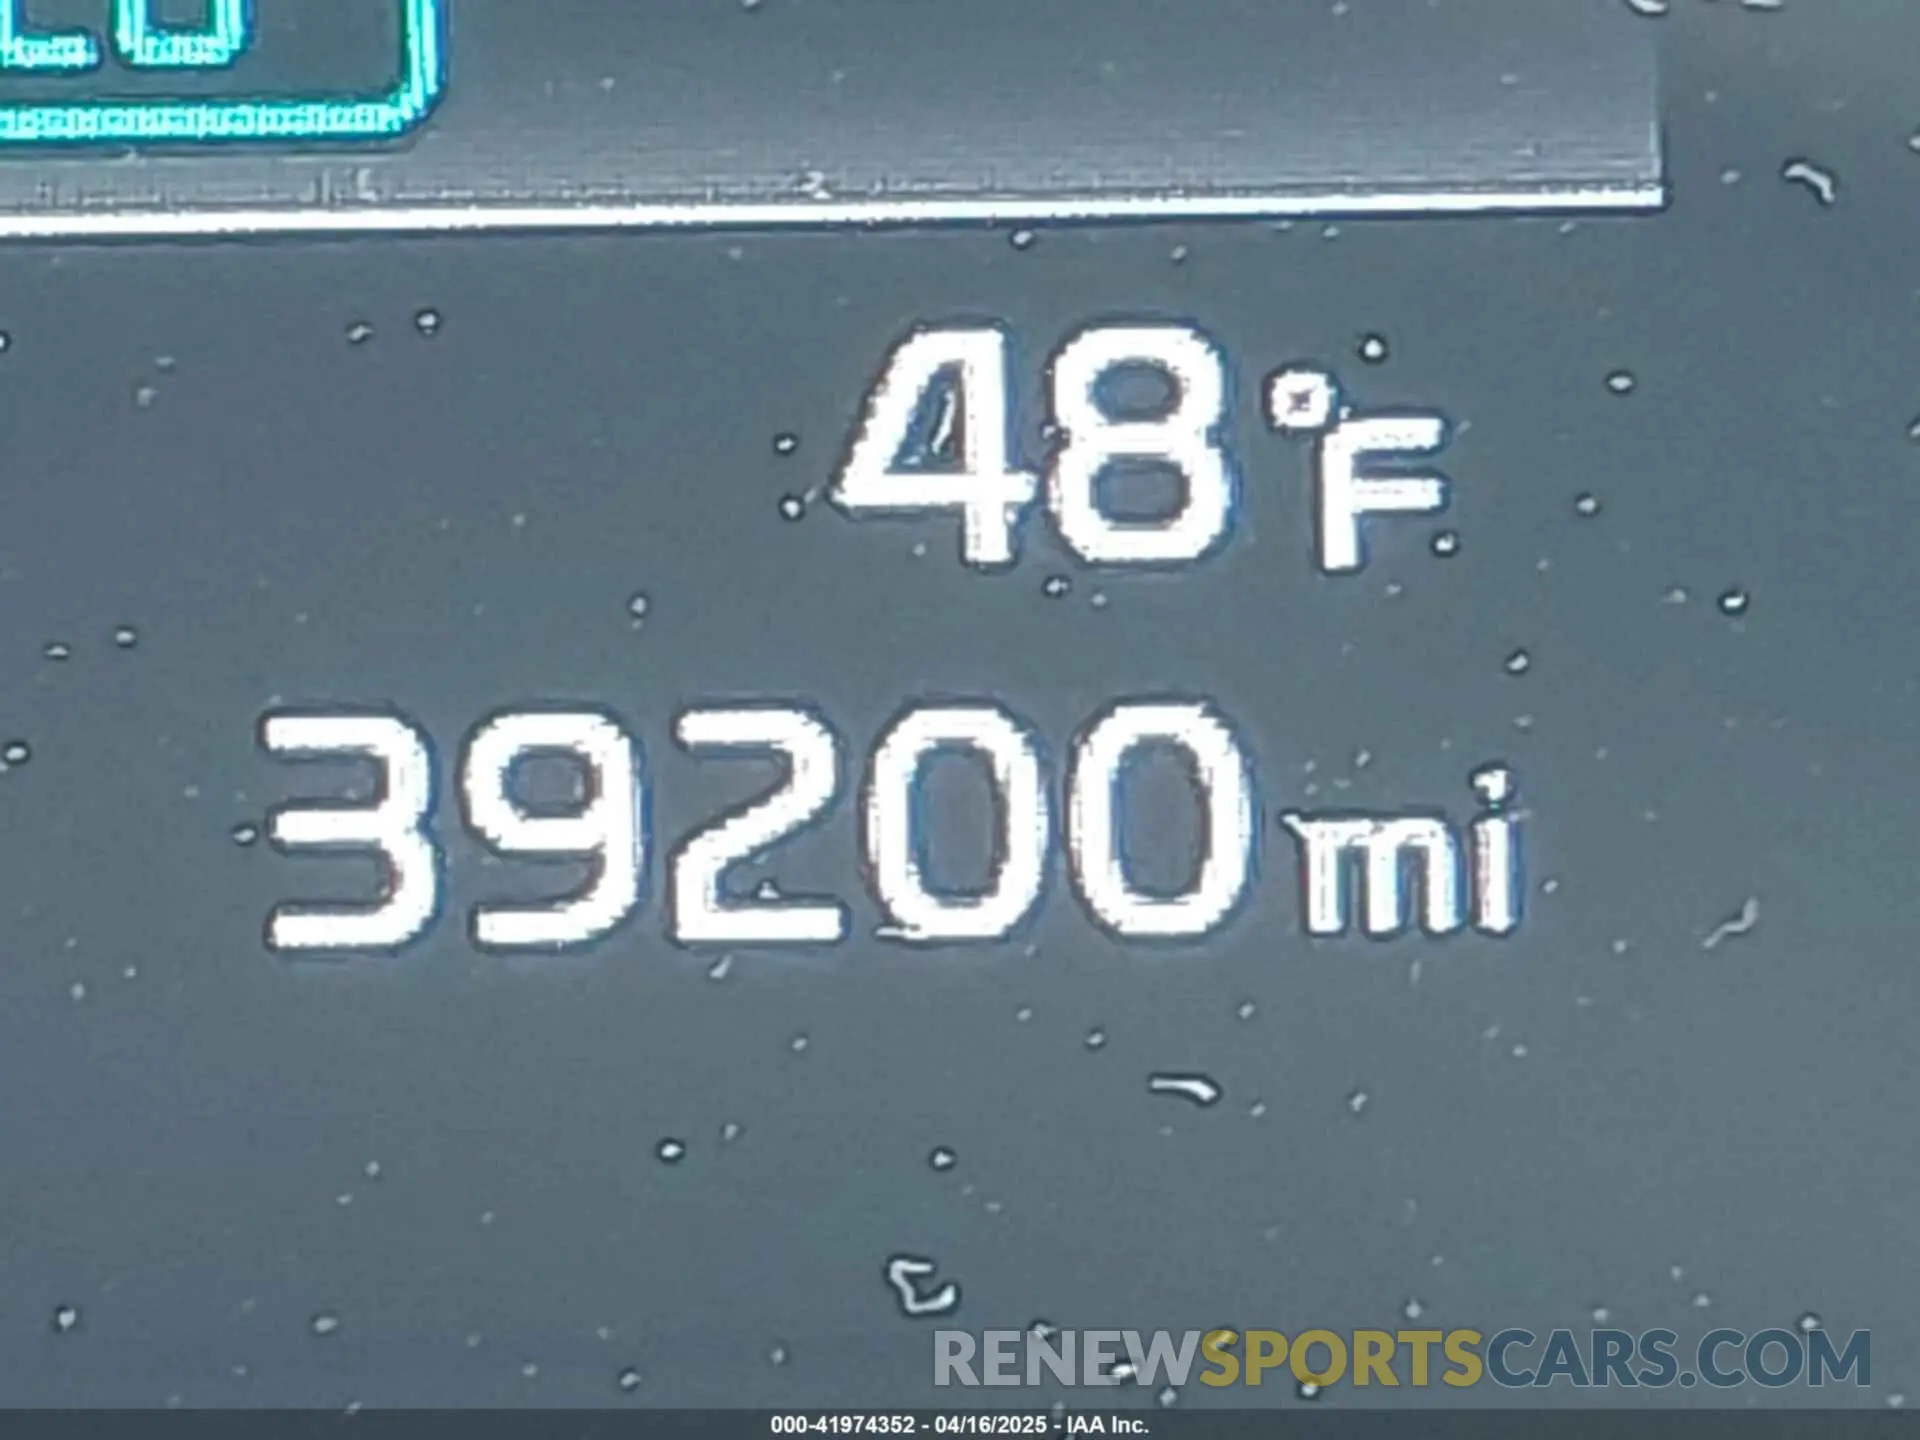 48°F
39200mi
RENEWSPORTSCARS.COM
000-41974352 - 04/16/2025 - IAA Inc.